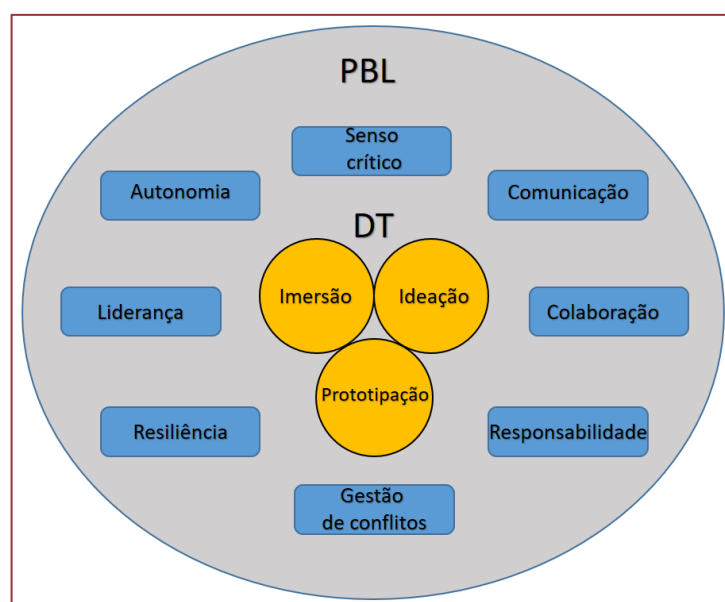 PBL
Senso
crítico
Autonomia
Comunicação
DT
Imersão
Ideação
Liderança
Colaboração
Prototipação
Resiliência
Responsabilidade
Gestão
de conflitos